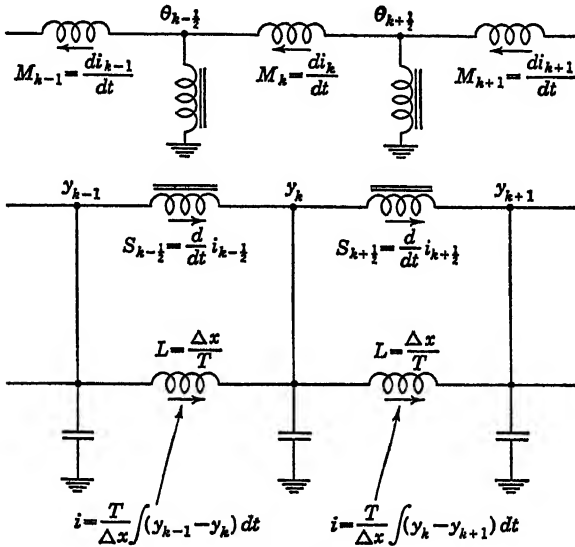 θ_{k-½} θ_{k+½}
M_{k-1} = di_{k-1}/dt M_k = di_k/dt M_{k+1} = di_{k+1}/dt
y_{k-1} y_k y_{k+1}
S_{k-½} = d/dt i_{k-½} S_{k+½} = d/dt i_{k+½}
L = Δx/T L = Δx/T
i = T/Δx ∫(y_{k-1} − y_k) dt i = T/Δx ∫(y_k − y_{k+1}) dt